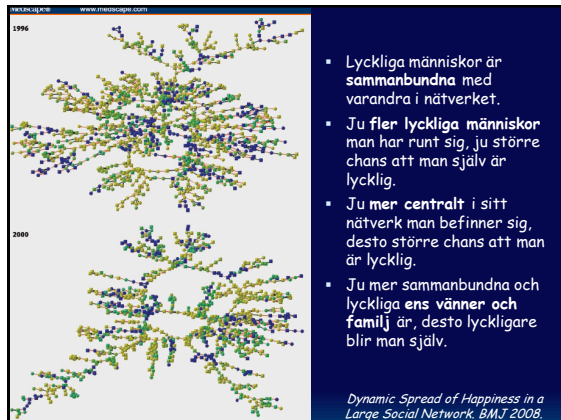 Medscape® www.medscape.com
1996
2000
▪ Lyckliga människor är
sammanbundna med
varandra i nätverket.
▪ Ju fler lyckliga människor
man har runt sig, ju större
chans att man själv är
lycklig.
▪ Ju mer centralt i sitt
nätverk man befinner sig,
desto större chans att man
är lycklig.
▪ Ju mer sammanbundna och
lyckliga ens vänner och
familj är, desto lyckligare
blir man själv.
Dynamic Spread of Happiness in a
Large Social Network. BMJ 2008.